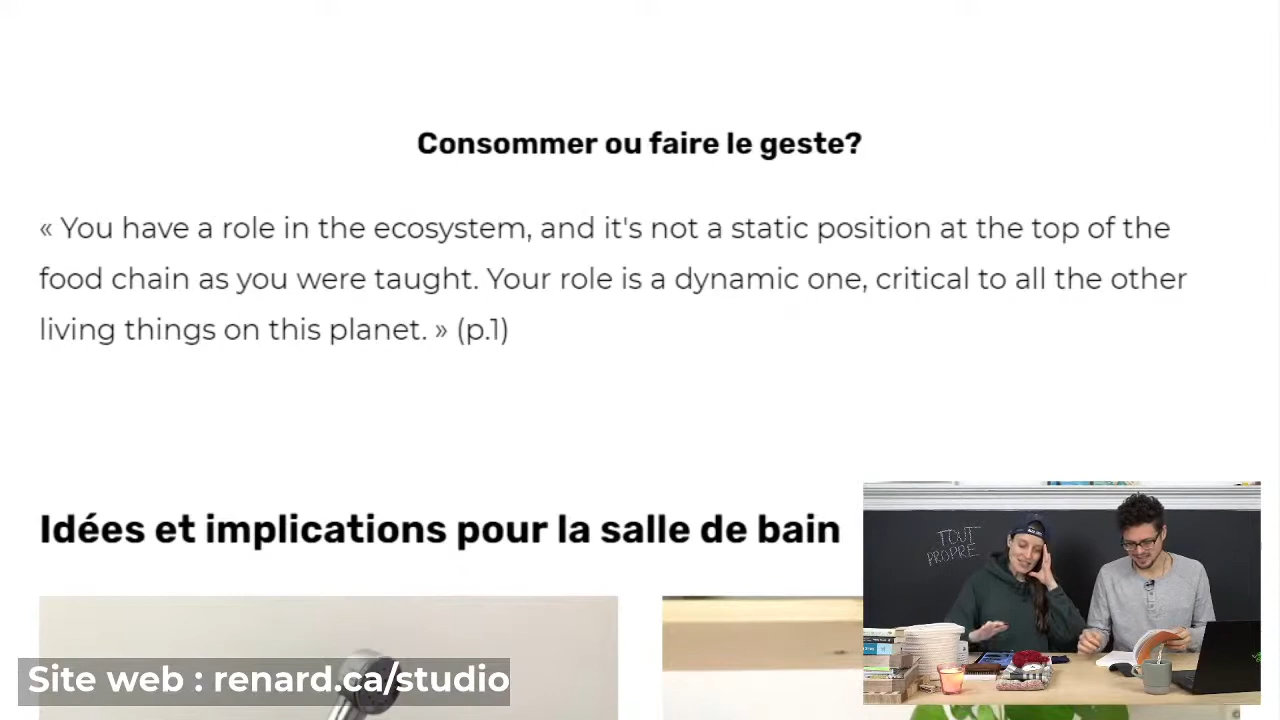 Consommer ou faire le geste?
« You have a role in the ecosystem, and it's not a static position at the top of the
food chain as you were taught. Your role is a dynamic one, critical to all the other
living things on this planet. » (p.1)
Idées et implications pour la salle de bain
TOUT
PROPRE
Site web : renard.ca/studio